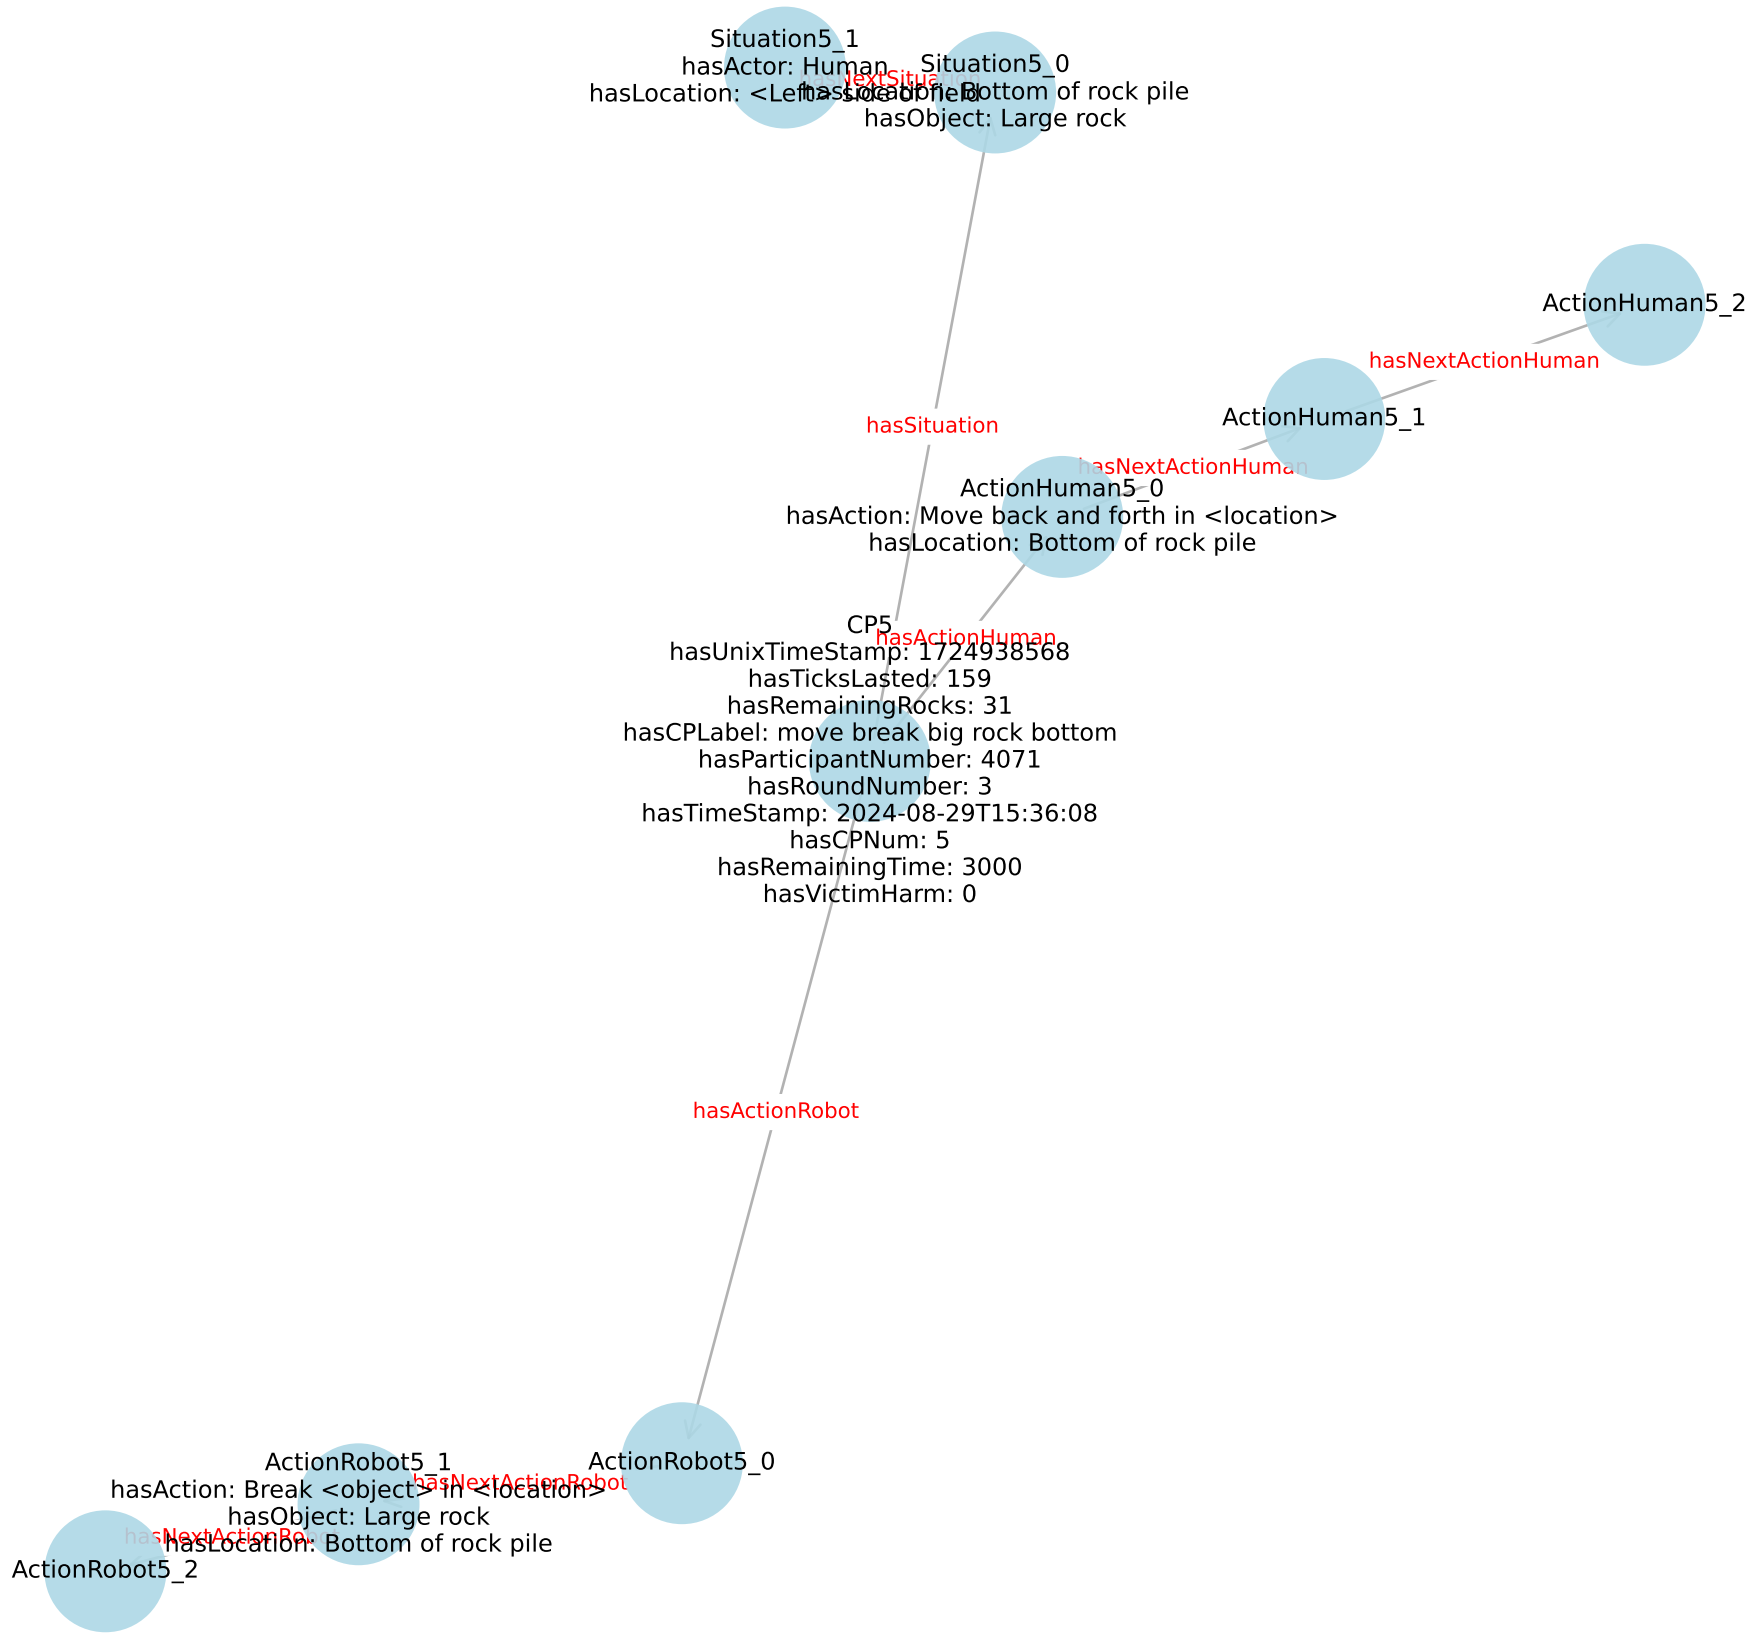 Situation5_1
hasActor: Human
hasLocation: <Left> side of field
hasNextSituation
Situation5_0
hasLocation: Bottom of rock pile
hasObject: Large rock
ActionHuman5_2
hasNextActionHuman
ActionHuman5_1
hasSituation
hasNextActionHuman
ActionHuman5_0
hasAction: Move back and forth in <location>
hasLocation: Bottom of rock pile
hasActionHuman
CP5
hasUnixTimeStamp: 1724938568
hasTicksLasted: 159
hasRemainingRocks: 31
hasCPLabel: move break big rock bottom
hasParticipantNumber: 4071
hasRoundNumber: 3
hasTimeStamp: 2024-08-29T15:36:08
hasCPNum: 5
hasRemainingTime: 3000
hasVictimHarm: 0
hasActionRobot
ActionRobot5_0
hasNextActionRobot
ActionRobot5_1
hasAction: Break <object> in <location>
hasObject: Large rock
hasLocation: Bottom of rock pile
hasNextActionRobot
ActionRobot5_2